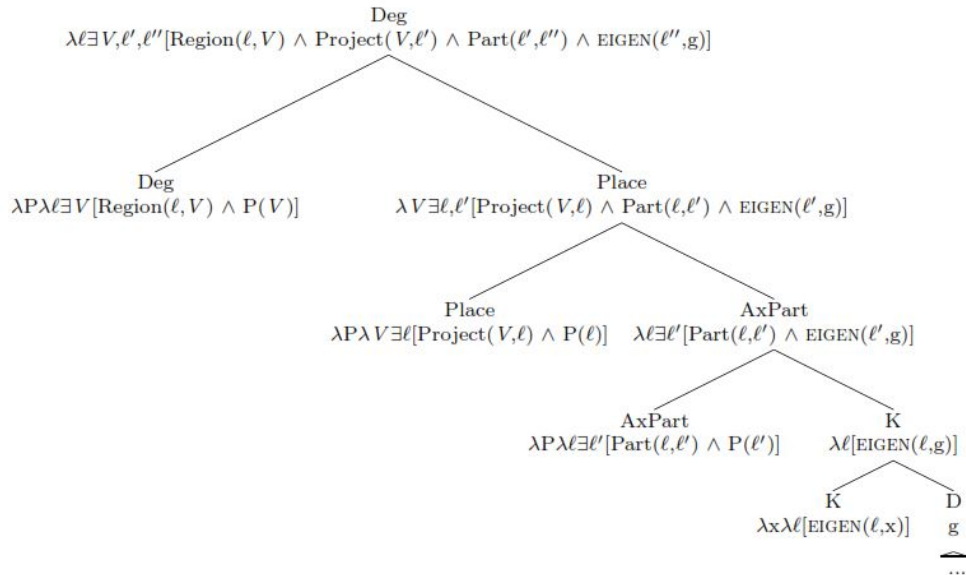 Deg
λℓ∃V,ℓ′,ℓ″[Region(ℓ,V) ∧ Project(V,ℓ′) ∧ Part(ℓ′,ℓ″) ∧ EIGEN(ℓ″,g)]
Deg
λPλℓ∃V[Region(ℓ,V) ∧ P(V)]
Place
λV∃ℓ,ℓ′[Project(V,ℓ) ∧ Part(ℓ,ℓ′) ∧ EIGEN(ℓ′,g)]
Place
λPλV∃ℓ[Project(V,ℓ) ∧ P(ℓ)]
AxPart
λℓ∃ℓ′[Part(ℓ,ℓ′) ∧ EIGEN(ℓ′,g)]
AxPart
λPλℓ∃ℓ′[Part(ℓ,ℓ′) ∧ P(ℓ′)]
K
λℓ[EIGEN(ℓ,g)]
K
λxλℓ[EIGEN(ℓ,x)]
D
g
...